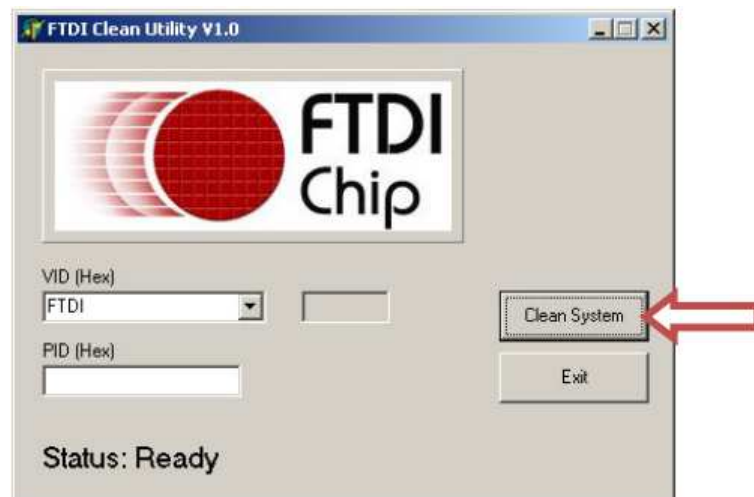 FTDI Clean Utility V1.0
FTDI
Chip
VID (Hex)
FTDI
Clean System
PID (Hex)
Exit
Status: Ready